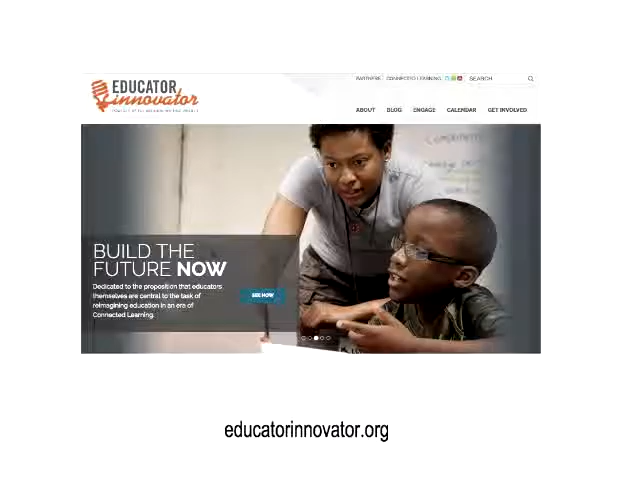 EDUCATOR
innovator
PARTNERS CONNECTED LEARNING SEARCH
ABOUT BLOG ENGAGE CALENDAR GET INVOLVED
BUILD THE
FUTURE NOW
Dedicated to the proposition that educators
themselves are central to the task of
reimagining education in an era of
Connected Learning.
SEE NOW
educatorinnovator.org